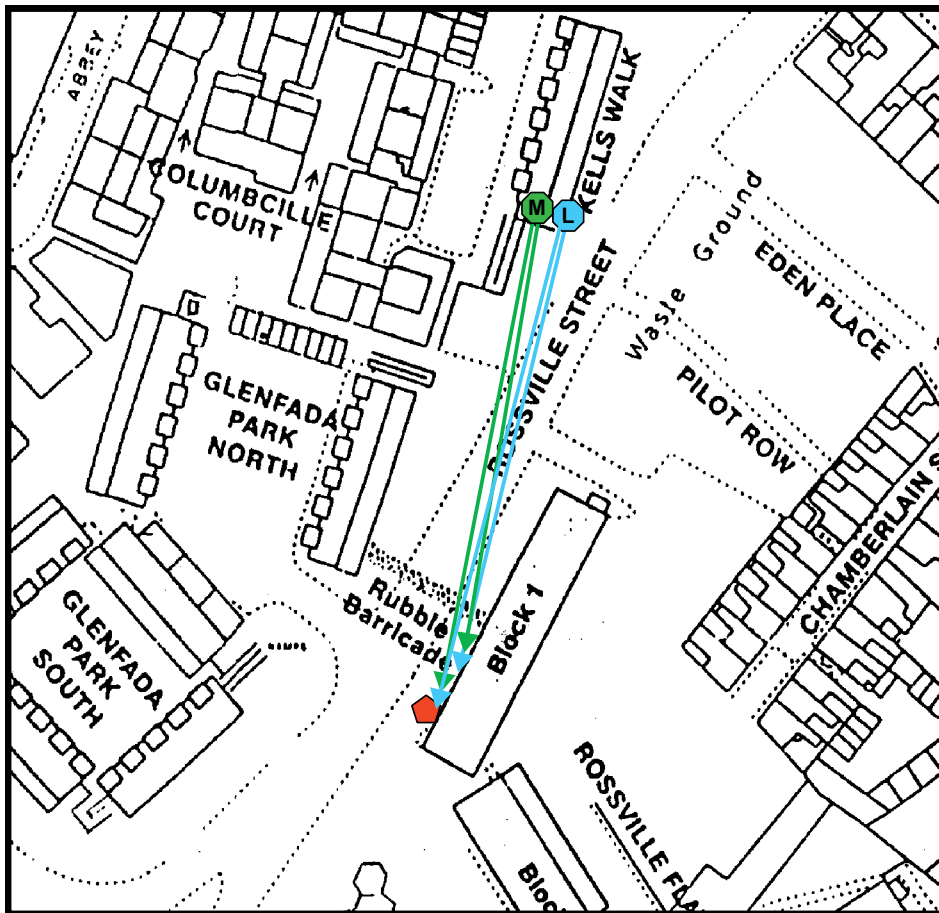 ABBEY
COLUMBCILLE
COURT
KELLS WALK
M
L
Waste Ground
EDEN PLACE
ROSSVILLE STREET
PILOT ROW
GLENFADA
PARK
NORTH
CHAMBERLAIN S
Rubble
Barricade
Block 1
GLENFADA
PARK
SOUTH
ROSSVILLE FLA
Block